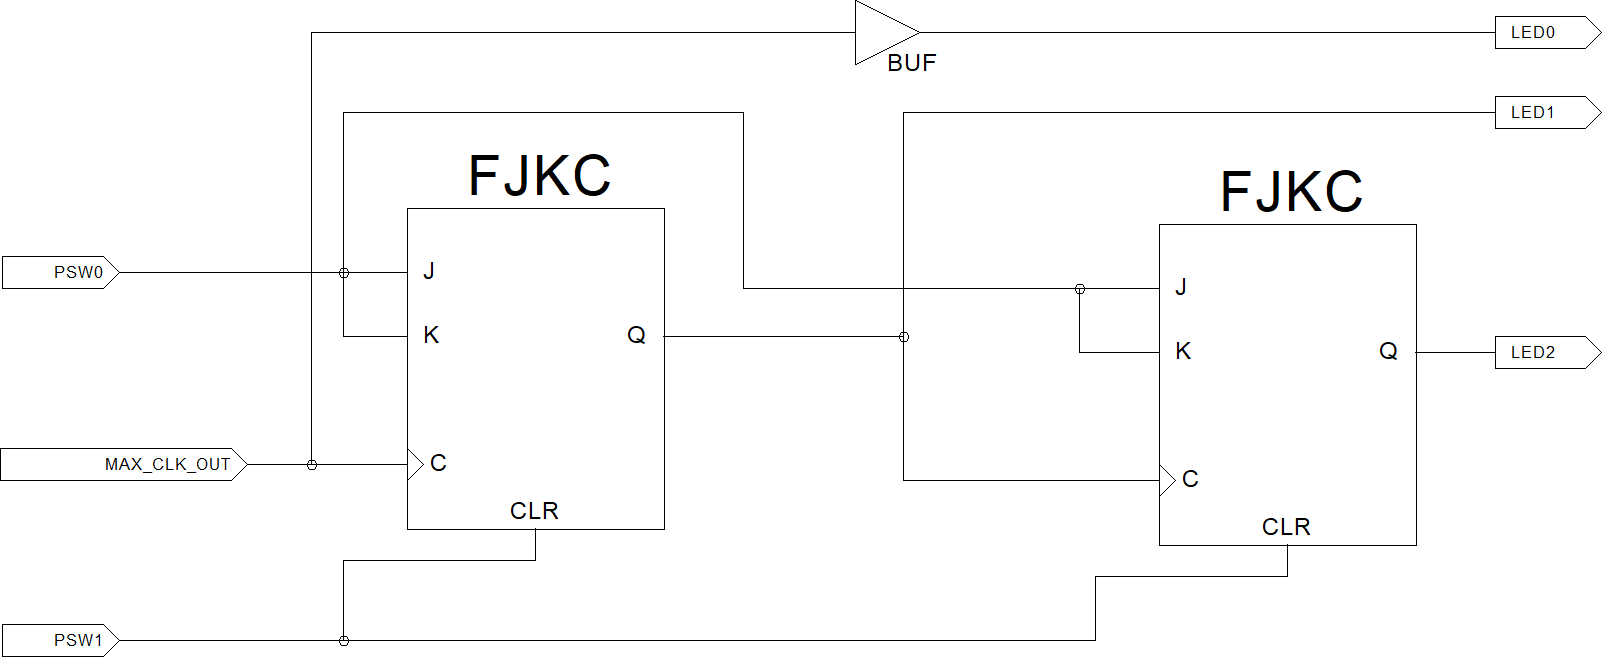 LED0
BUF
LED1
FJKC
FJKC
PSW0
J
J
K
Q
K
Q
LED2
MAX_CLK_OUT
C
C
CLR
CLR
PSW1